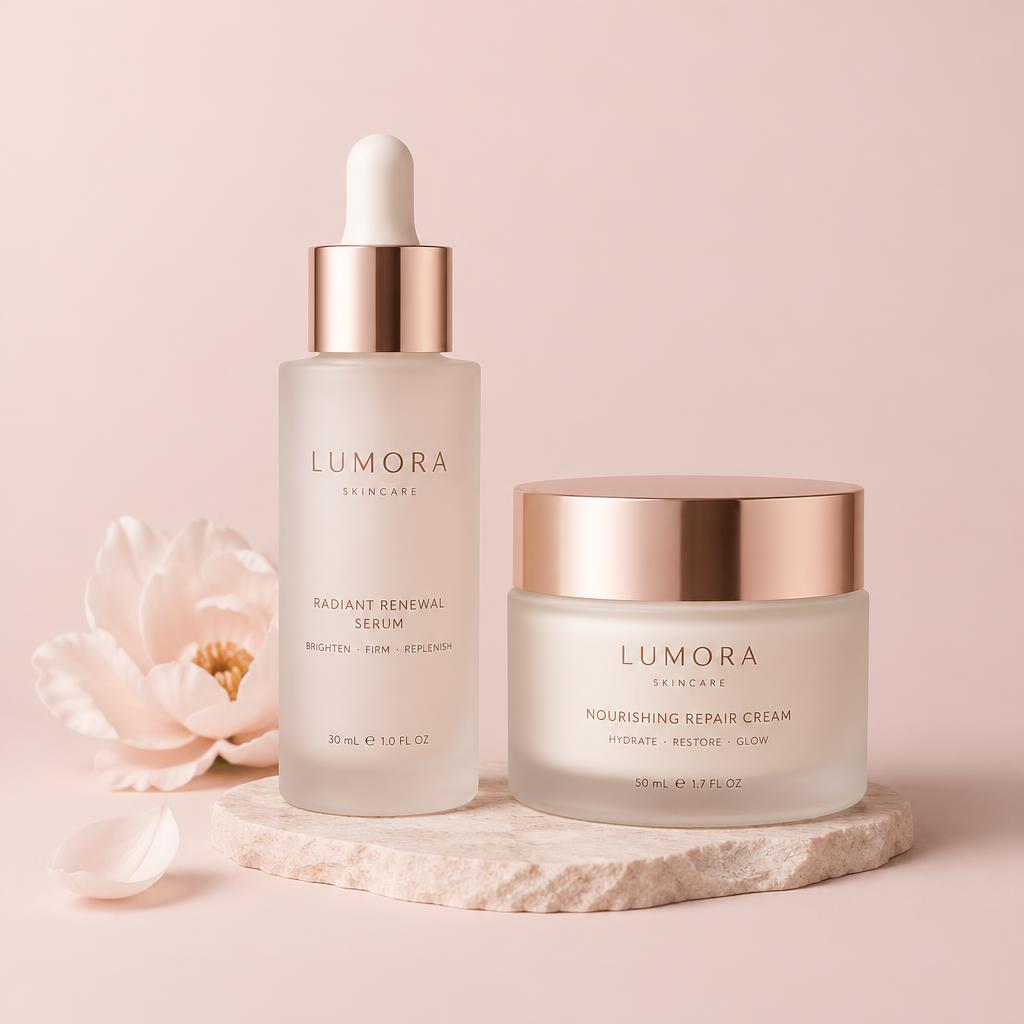 LUMORA
SKINCARE
RADIANT RENEWAL
SERUM
BRIGHTEN · FIRM · REPLENISH
30 mL ℮ 1.0 FL OZ
LUMORA
SKINCARE
NOURISHING REPAIR CREAM
HYDRATE · RESTORE · GLOW
50 mL ℮ 1.7 FL OZ